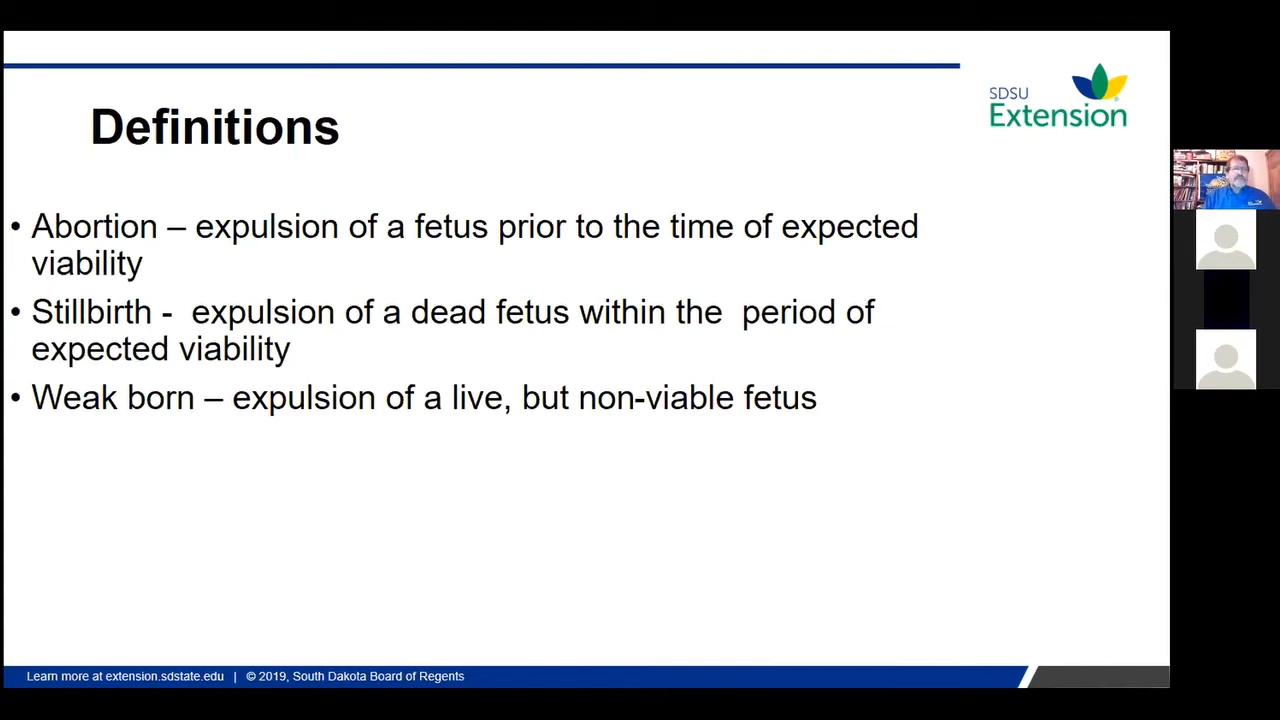 SDSU
Extension
Definitions
• Abortion – expulsion of a fetus prior to the time of expected
viability
• Stillbirth -  expulsion of a dead fetus within the  period of
expected viability
• Weak born – expulsion of a live, but non-viable fetus
Learn more at extension.sdstate.edu   |   © 2019, South Dakota Board of Regents